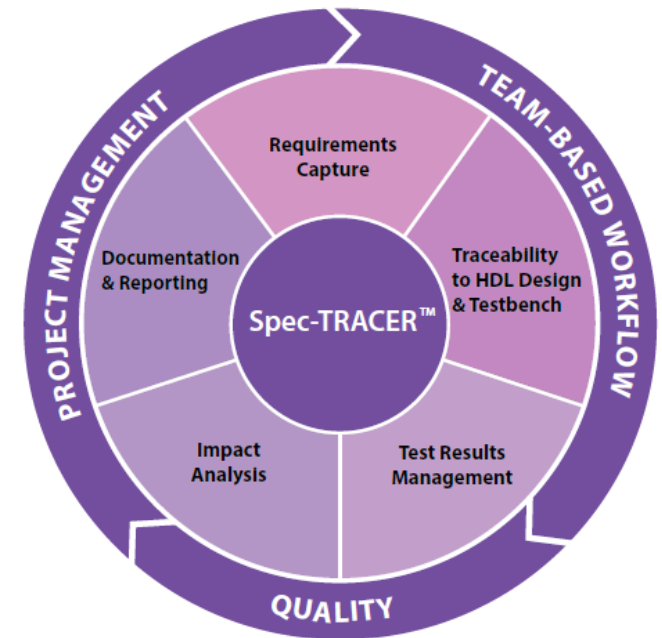 PROJECT MANAGEMENT
TEAM-BASED WORKFLOW
Requirements
Capture
Documentation
& Reporting
Traceability
to HDL Design
& Testbench
Spec-TRACER™
Impact
Analysis
Test Results
Management
QUALITY